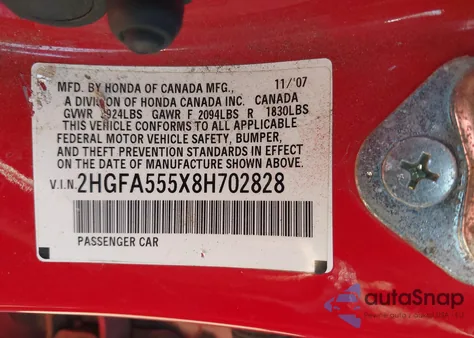 MFD. BY HONDA OF CANADA MFG., 11/'07
A DIVISION OF HONDA CANADA INC. CANADA
GVWR 3924LBS GAWR F 2094LBS R 1830LBS
THIS VEHICLE CONFORMS TO ALL APPLICABLE
FEDERAL MOTOR VEHICLE SAFETY, BUMPER,
AND THEFT PREVENTION STANDARDS IN EFFECT
ON THE DATE OF MANUFACTURE SHOWN ABOVE.
V.I.N. 2HGFA555X8H702828
PASSENGER CAR
autoSnap